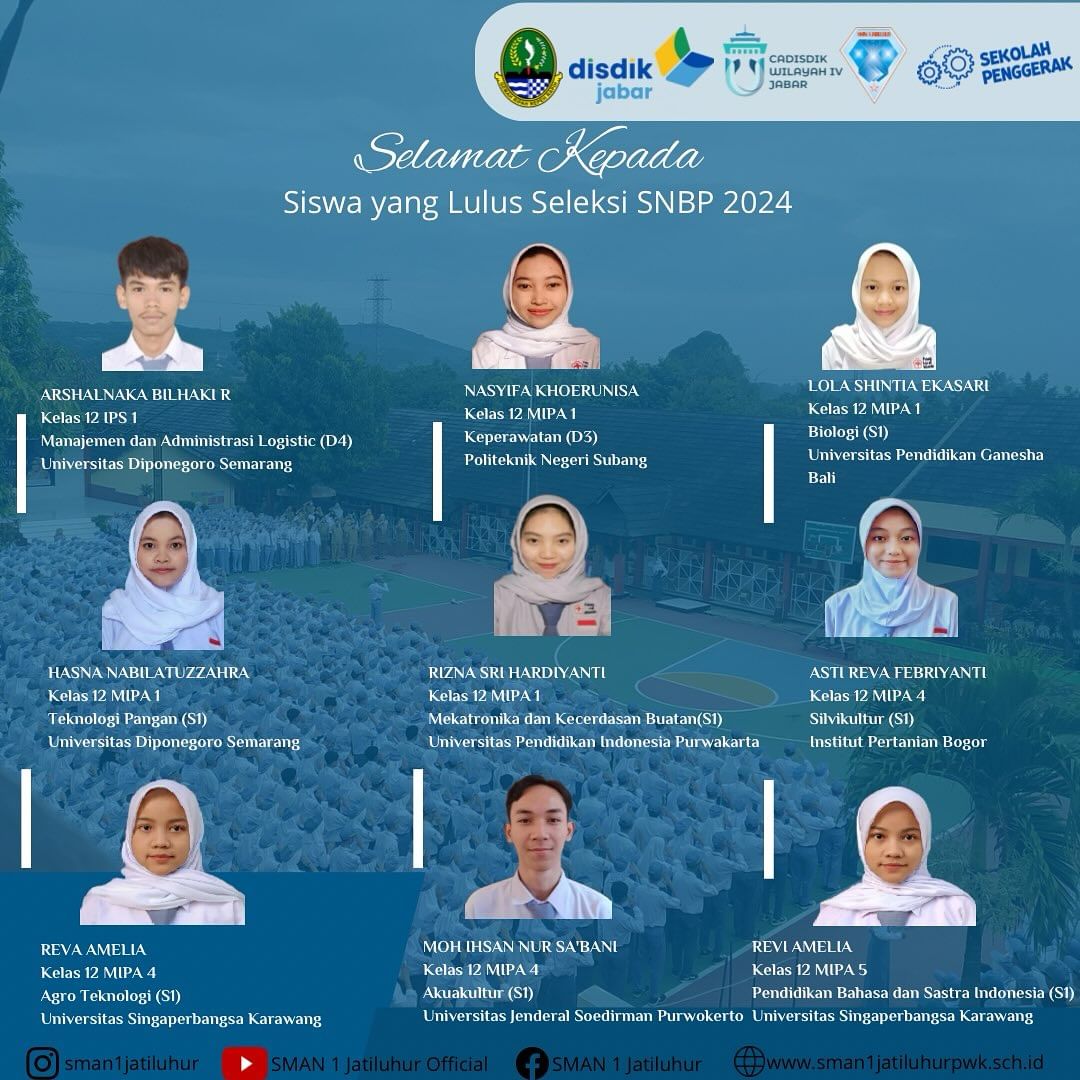 disdik
jabar
CADISDIK
WILAYAH IV
JABAR
SEKOLAH
PENGGERAK
Selamat Kepada
Siswa yang Lulus Seleksi SNBP 2024
ARSHALNAKA BILHAKI R
Kelas 12 IPS 1
Manajemen dan Administrasi Logistic (D4)
Universitas Diponegoro Semarang
NASYIFA KHOERUNISA
Kelas 12 MIPA 1
Keperawatan (D3)
Politeknik Negeri Subang
LOLA SHINTIA EKASARI
Kelas 12 MIPA 1
Biologi (S1)
Universitas Pendidikan Ganesha
Bali
HASNA NABILATUZZAHRA
Kelas 12 MIPA 1
Teknologi Pangan (S1)
Universitas Diponegoro Semarang
RIZNA SRI HARDIYANTI
Kelas 12 MIPA 1
Mekatronika dan Kecerdasan Buatan(S1)
Universitas Pendidikan Indonesia Purwakarta
ASTI REVA FEBRIYANTI
Kelas 12 MIPA 4
Silvikultur (S1)
Institut Pertanian Bogor
REVA AMELIA
Kelas 12 MIPA 4
Agro Teknologi (S1)
Universitas Singaperbangsa Karawang
MOH IHSAN NUR SA'BANI
Kelas 12 MIPA 4
Akuakultur (S1)
Universitas Jenderal Soedirman Purwokerto
REVI AMELIA
Kelas 12 MIPA 5
Pendidikan Bahasa dan Sastra Indonesia (S1)
Universitas Singaperbangsa Karawang
sman1jatiluhur
SMAN 1 Jatiluhur Official
SMAN 1 Jatiluhur
www.sman1jatiluhurpwk.sch.id